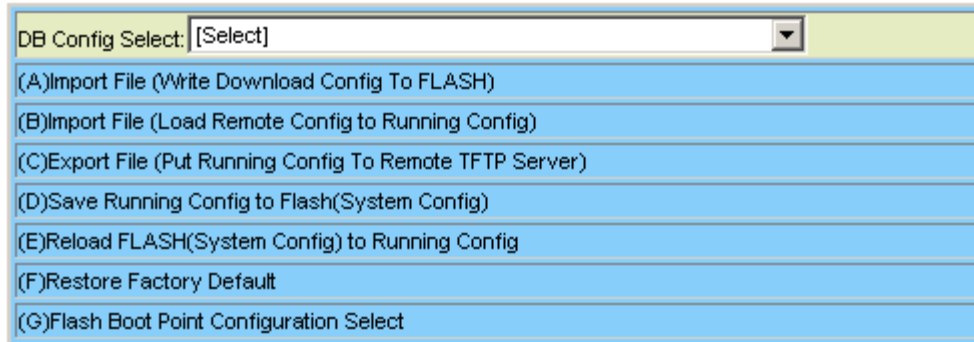 DB Config Select: [Select]
(A)Import File (Write Download Config To FLASH)
(B)Import File (Load Remote Config to Running Config)
(C)Export File (Put Running Config To Remote TFTP Server)
(D)Save Running Config to Flash(System Config)
(E)Reload FLASH(System Config) to Running Config
(F)Restore Factory Default
(G)Flash Boot Point Configuration Select